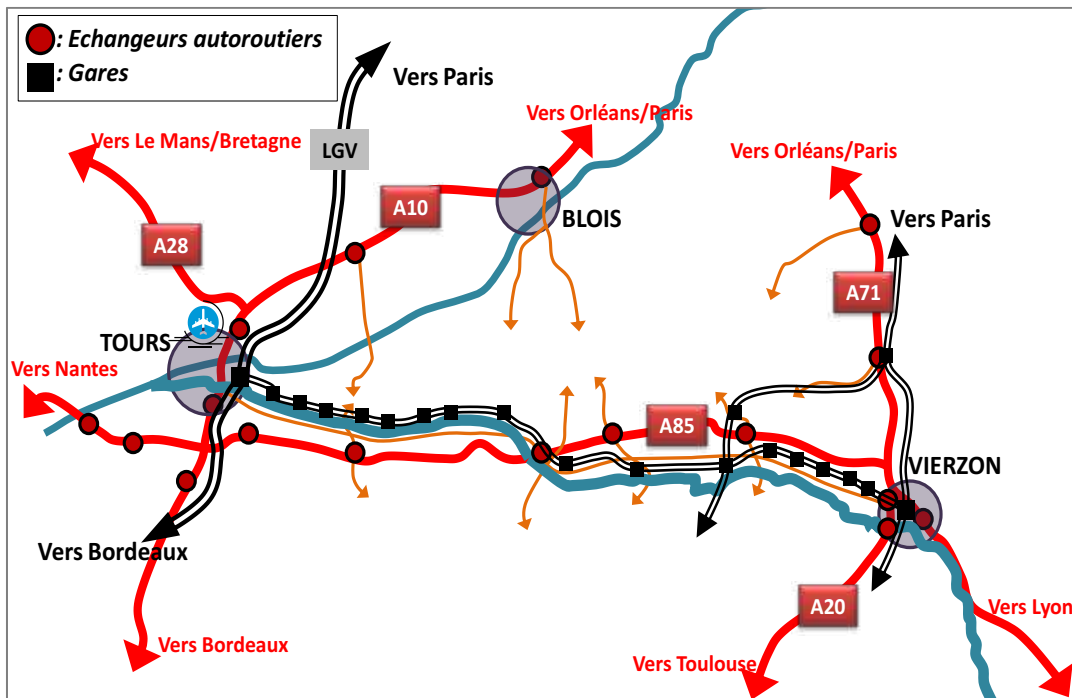 : Echangeurs autoroutiers
: Gares
Vers Paris
Vers Orléans/Paris
Vers Le Mans/Bretagne
LGV
Vers Orléans/Paris
A10
BLOIS
Vers Paris
A28
A71
TOURS
Vers Nantes
A85
VIERZON
Vers Bordeaux
A20
Vers Lyon
Vers Bordeaux
Vers Toulouse